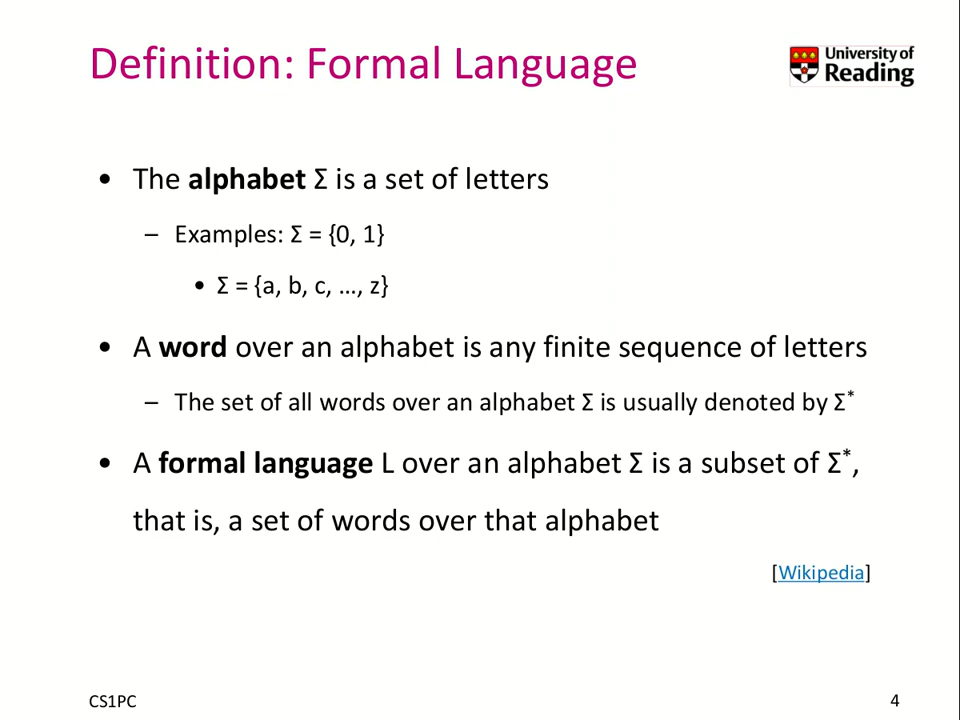 Definition: Formal Language
University of
Reading
• The alphabet Σ is a set of letters
– Examples: Σ = {0, 1}
• Σ = {a, b, c, …, z}
• A word over an alphabet is any finite sequence of letters
– The set of all words over an alphabet Σ is usually denoted by Σ*
• A formal language L over an alphabet Σ is a subset of Σ*,
that is, a set of words over that alphabet
[Wikipedia]
CS1PC
4